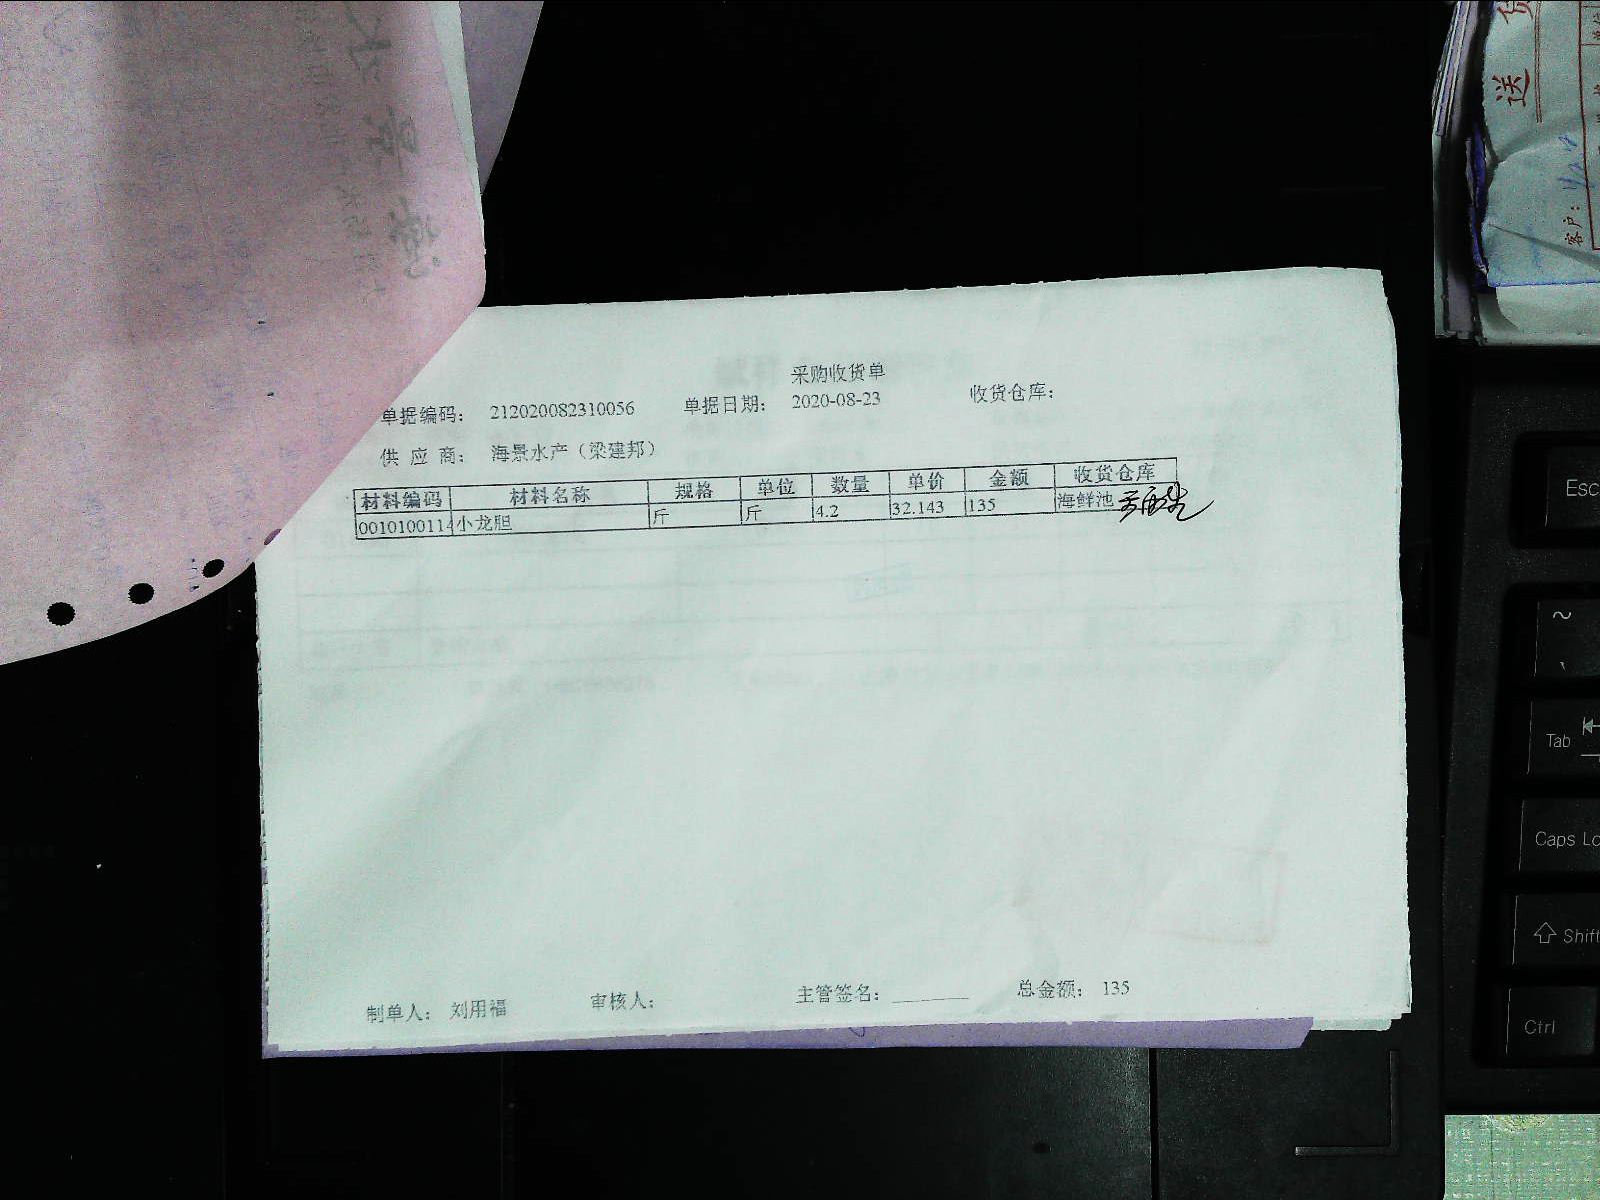 采购收货单
单据编码： 212020082310056 单据日期： 2020-08-23 收货仓库：
供 应 商： 海景水产（梁建邦）
材料编码 材料名称 规格 单位 数量 单价 金额 收货仓库
0010100114 小龙胆 斤 斤 4.2 32.143 135 海鲜池
制单人： 刘用福 审核人： 主管签名： 总金额： 135
送 货
客户：
Esc
~
Tab
Caps Lo
Shift
Ctrl